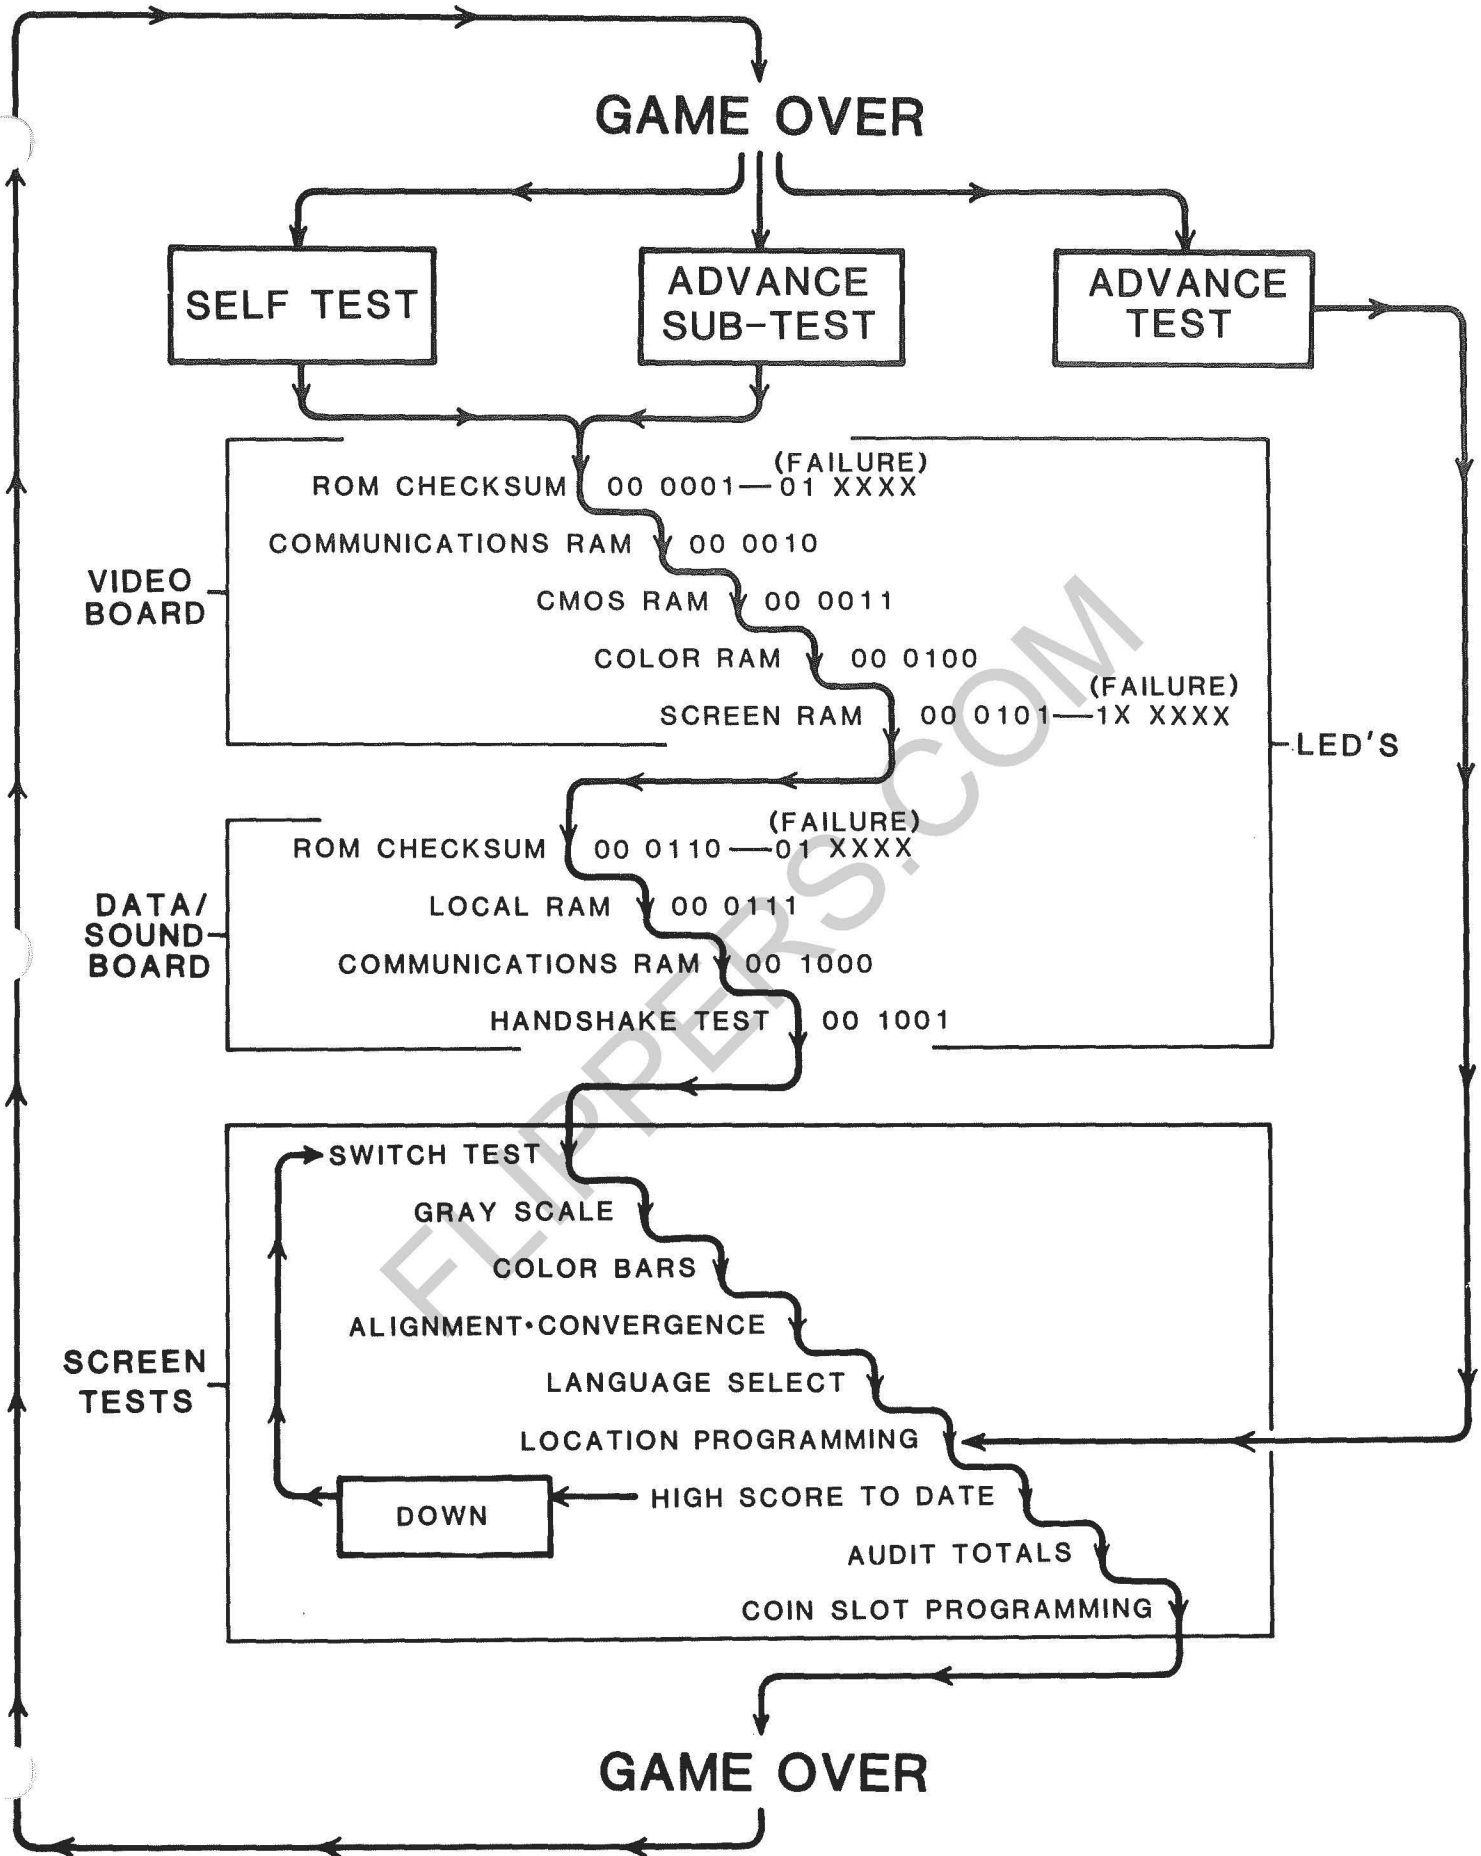 GAME OVER
SELF TEST
ADVANCE
SUB-TEST
ADVANCE
TEST
(FAILURE)
ROM CHECKSUM 00 0001—01 XXXX
COMMUNICATIONS RAM 00 0010
VIDEO
BOARD
CMOS RAM 00 0011
COLOR RAM 00 0100
(FAILURE)
SCREEN RAM 00 0101—1X XXXX
LED'S
(FAILURE)
ROM CHECKSUM 00 0110—01 XXXX
DATA/
SOUND
BOARD
LOCAL RAM 00 0111
COMMUNICATIONS RAM 00 1000
HANDSHAKE TEST 00 1001
SWITCH TEST
GRAY SCALE
COLOR BARS
ALIGNMENT•CONVERGENCE
SCREEN
TESTS
LANGUAGE SELECT
LOCATION PROGRAMMING
HIGH SCORE TO DATE
DOWN
AUDIT TOTALS
COIN SLOT PROGRAMMING
GAME OVER
FLIPPERS.COM